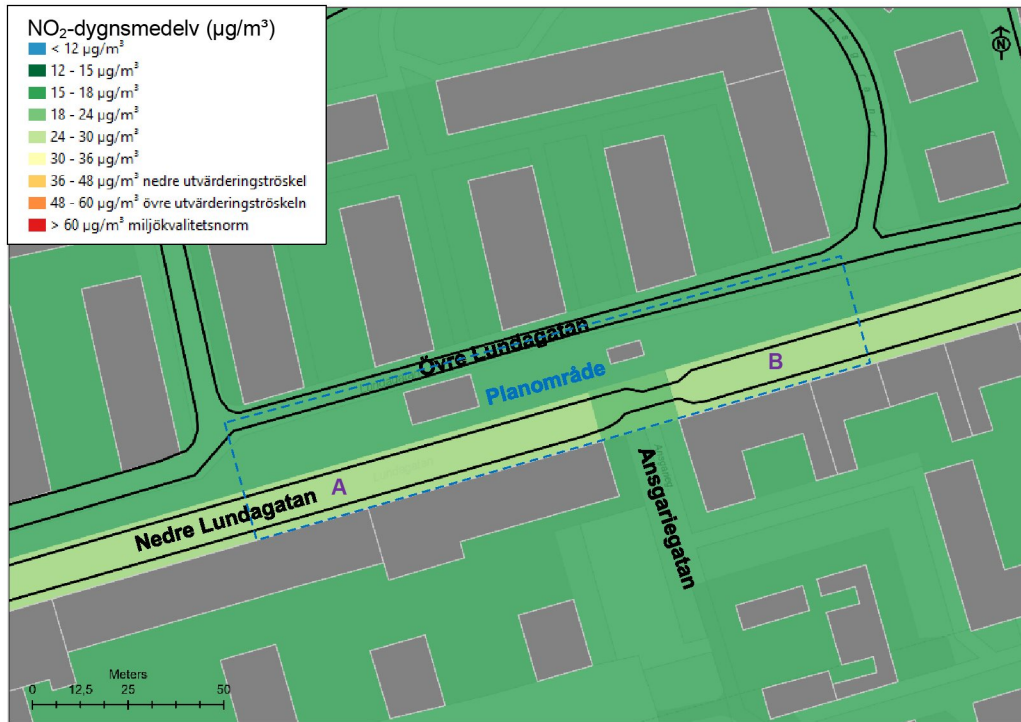 NO₂-dygnsmedelv (µg/m³)
< 12 µg/m³
12 - 15 µg/m³
15 - 18 µg/m³
18 - 24 µg/m³
24 - 30 µg/m³
30 - 36 µg/m³
36 - 48 µg/m³ nedre utvärderingströskel
48 - 60 µg/m³ övre utvärderingströskeln
> 60 µg/m³ miljökvalitetsnorm
N
Övre Lundagatan
Planområde
B
A
Nedre Lundagatan
Ansgariegatan
Meters
0 12,5 25 50